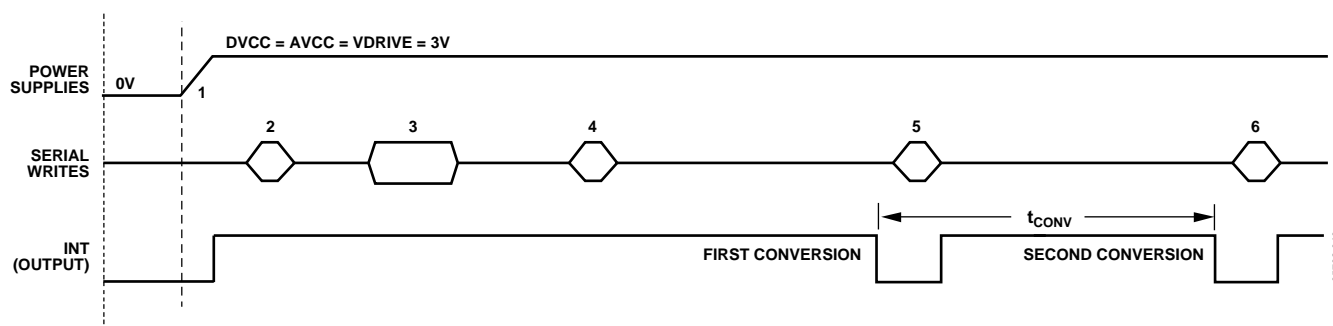 DVCC = AVCC = VDRIVE = 3V
POWER
SUPPLIES
0V
1
2
3
4
5
6
SERIAL
WRITES
tCONV
INT
(OUTPUT)
FIRST CONVERSION
SECOND CONVERSION